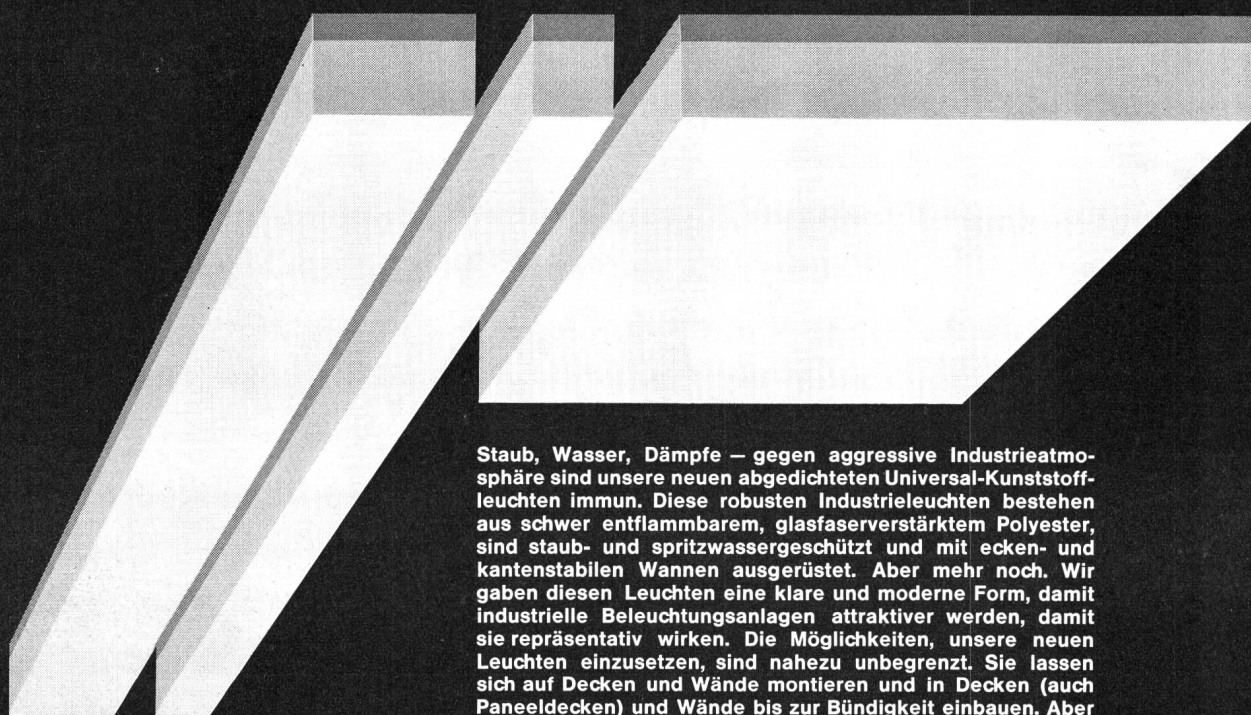 Staub, Wasser, Dämpfe — gegen aggressive Industrieatmo-
sphäre sind unsere neuen abgedichteten Universal-Kunststoff-
leuchten immun. Diese robusten Industrieleuchten bestehen
aus schwer entflammbarem, glasfaserverstärktem Polyester,
sind staub- und spritzwassergeschützt und mit ecken- und
kantenstabilen Wannen ausgerüstet. Aber mehr noch. Wir
gaben diesen Leuchten eine klare und moderne Form, damit
industrielle Beleuchtungsanlagen attraktiver werden, damit
sie repräsentativ wirken. Die Möglichkeiten, unsere neuen
Leuchten einzusetzen, sind nahezu unbegrenzt. Sie lassen
sich auf Decken und Wände montieren und in Decken (auch
Paneeldecken) und Wände bis zur Bündigkeit einbauen. Aber